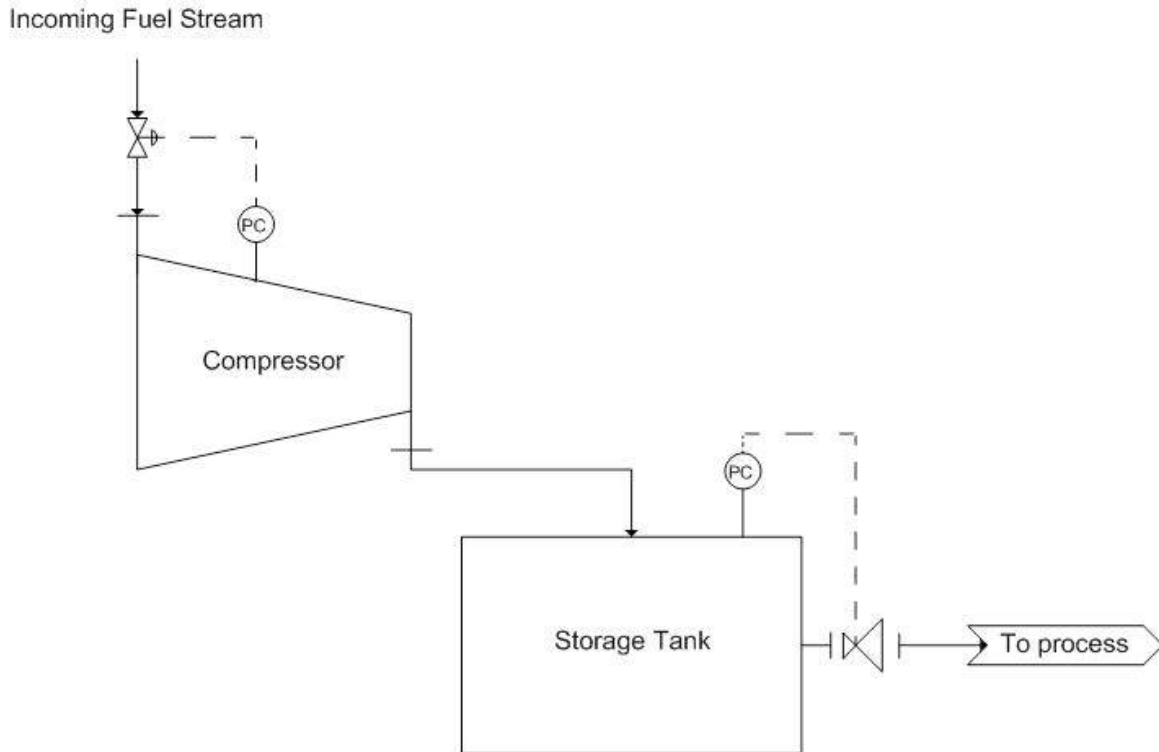 Incoming Fuel Stream
PC
Compressor
PC
Storage Tank
To process